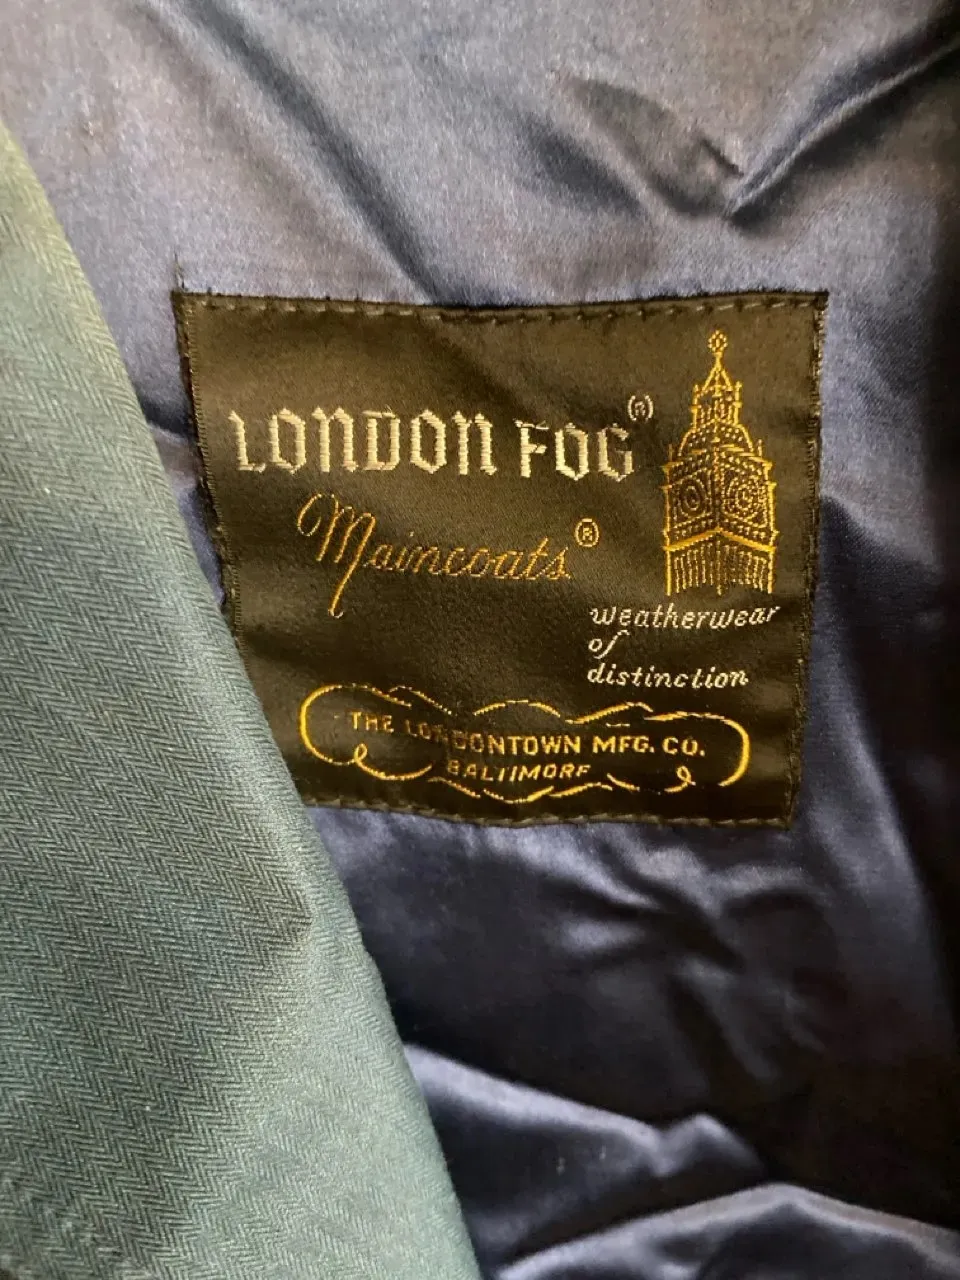 LONDON FOG®
Maincoats®
weatherwear
of
distinction
THE LONDONTOWN MFG. CO.
BALTIMORE